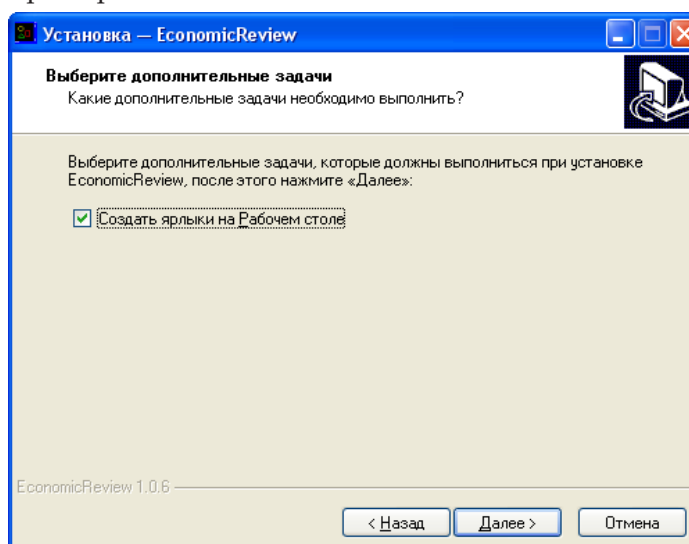 Установка — EconomicReview
Выберите дополнительные задачи
Какие дополнительные задачи необходимо выполнить?
Выберите дополнительные задачи, которые должны выполниться при установке
EconomicReview, после этого нажмите «Далее»:
Создать ярлыки на Рабочем столе
EconomicReview 1.0.6
< Назад
Далее >
Отмена